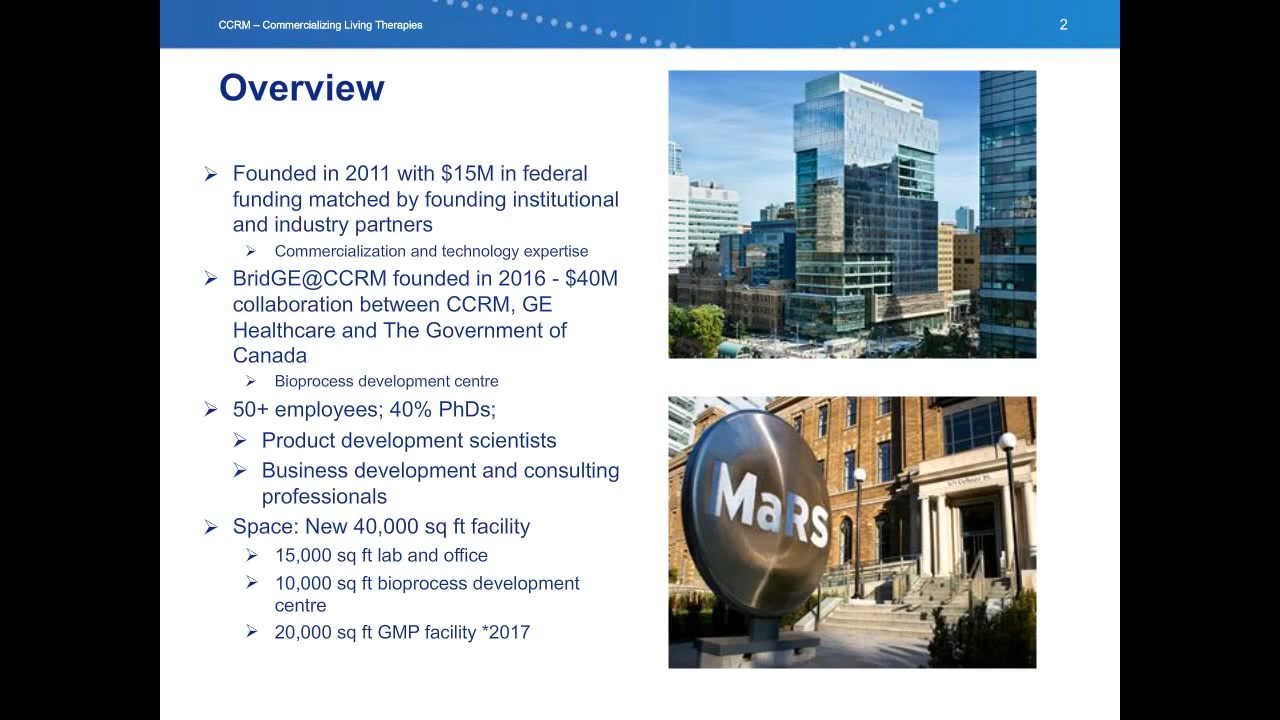 CCRM – Commercializing Living Therapies
2
Overview
Founded in 2011 with $15M in federal
funding matched by founding institutional
and industry partners
Commercialization and technology expertise
BridGE@CCRM founded in 2016 - $40M
collaboration between CCRM, GE
Healthcare and The Government of
Canada
Bioprocess development centre
50+ employees; 40% PhDs;
Product development scientists
Business development and consulting
professionals
Space: New 40,000 sq ft facility
15,000 sq ft lab and office
10,000 sq ft bioprocess development
centre
20,000 sq ft GMP facility *2017
MaRS